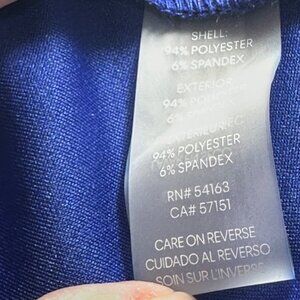 SHELL:
94% POLYESTER
6% SPANDEX
EXTERIOR:
94% PO
6% S
94% POLYESTER
6% SPANDEX
RN# 54163
CA# 57151
CARE ON REVERSE
CUIDADO AL REVERSO
SOIN SUR L'INVERSE